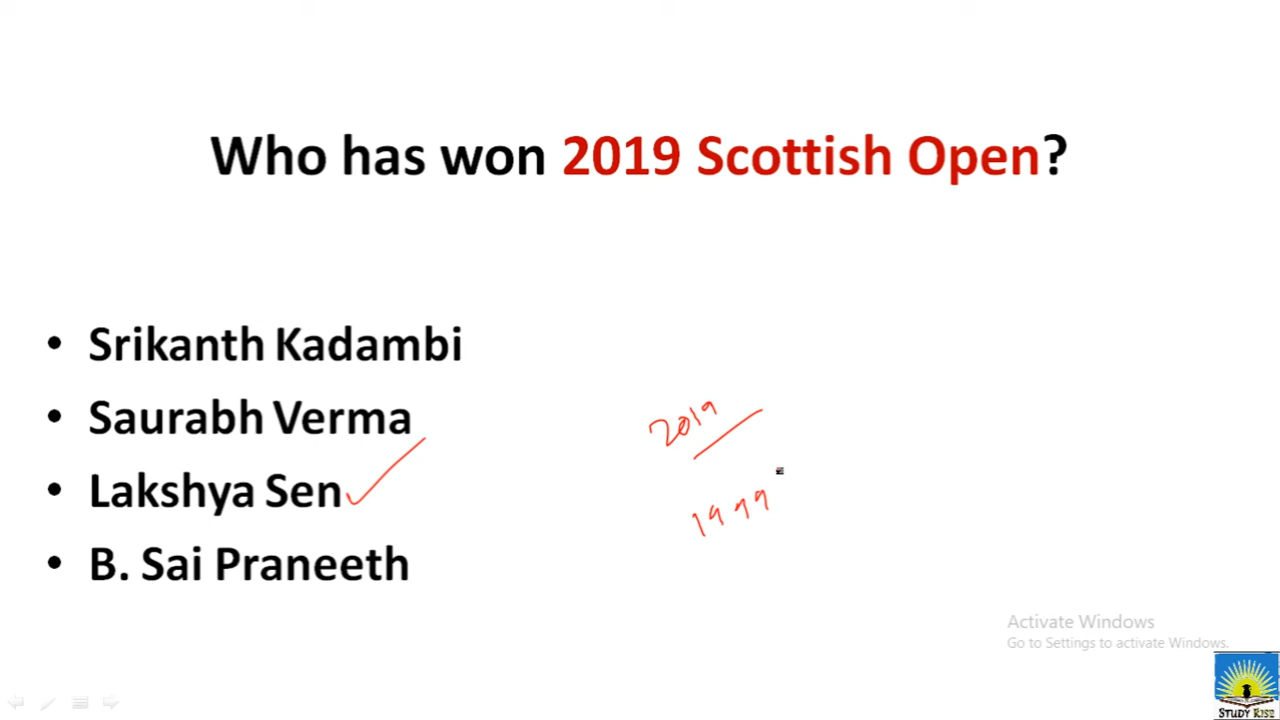 Who has won 2019 Scottish Open?
• Srikanth Kadambi
• Saurabh Verma
• Lakshya Sen
• B. Sai Praneeth
2019
1999
Activate Windows
Go to Settings to activate Windows.
STUDY RISE